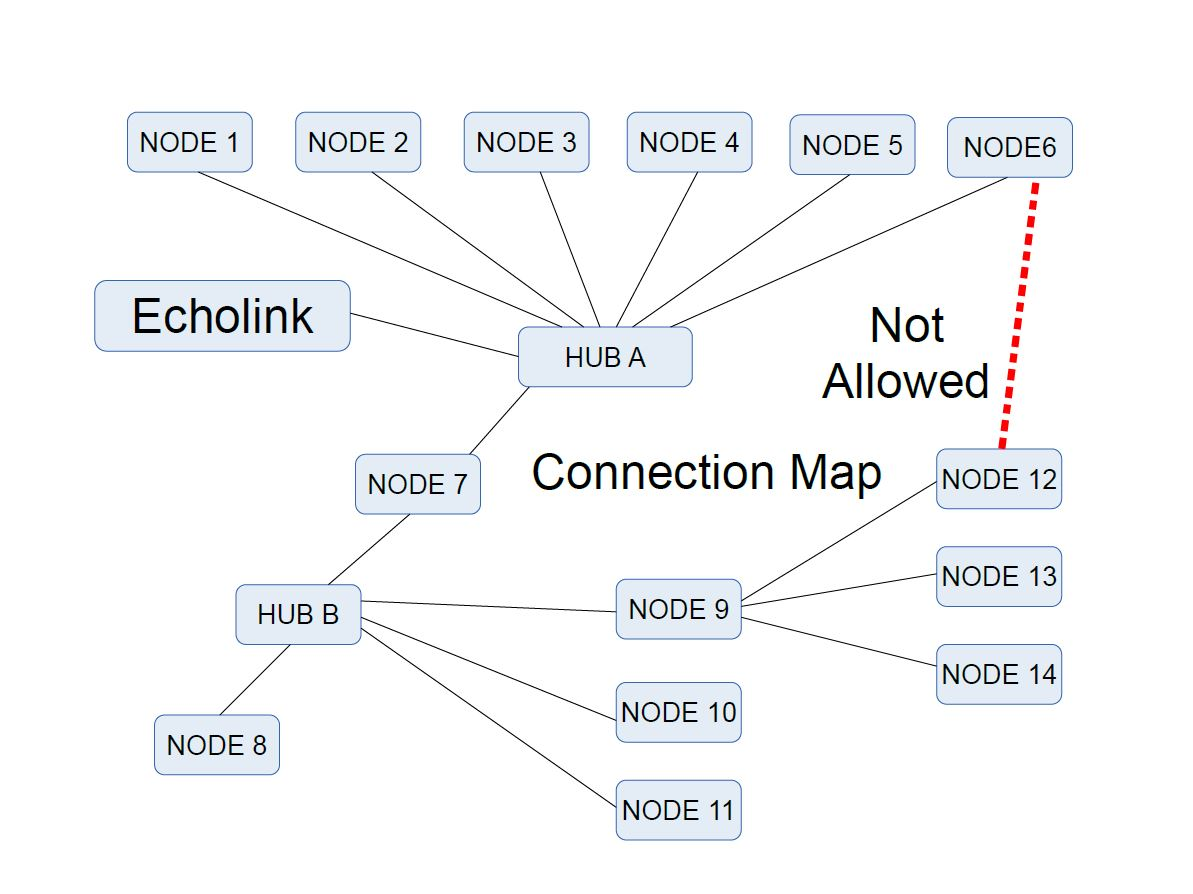 NODE 1
NODE 2
NODE 3
NODE 4
NODE 5
NODE6
Echolink
HUB A
Not
Allowed
Connection Map
NODE 7
NODE 12
NODE 13
HUB B
NODE 9
NODE 14
NODE 10
NODE 8
NODE 11